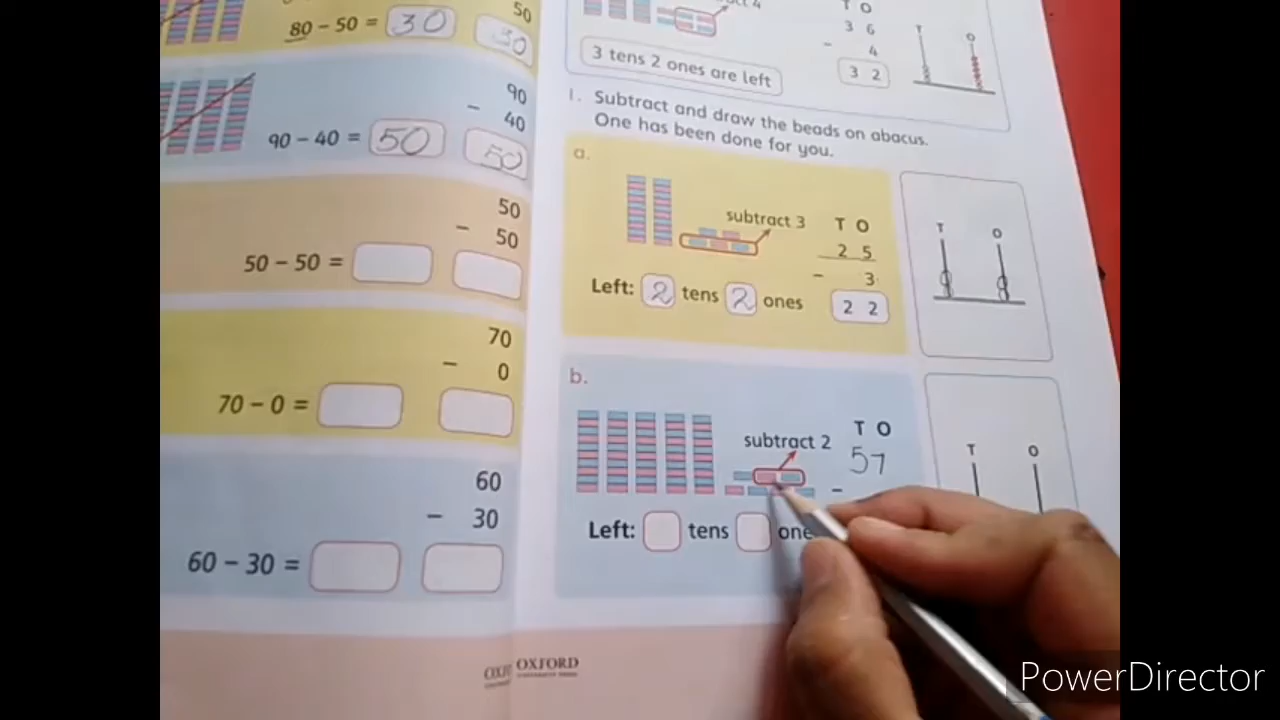 50
80 – 50 = 30
30
90
– 40
90 – 40 = 50
50
50
– 50
50 – 50 =
70
– 0
70 – 0 =
60
– 30
60 – 30 =
OXFORD
4
T O
3 6
– 4
3 2
T O
3 tens 2 ones are left
1. Subtract and draw the beads on abacus.
One has been done for you.
a.
subtract 3
T O
2 5
– 3
2 2
Left: 2 tens 2 ones
T O
b.
subtract 2
T O
57
–
Left: tens
T O
PowerDirector